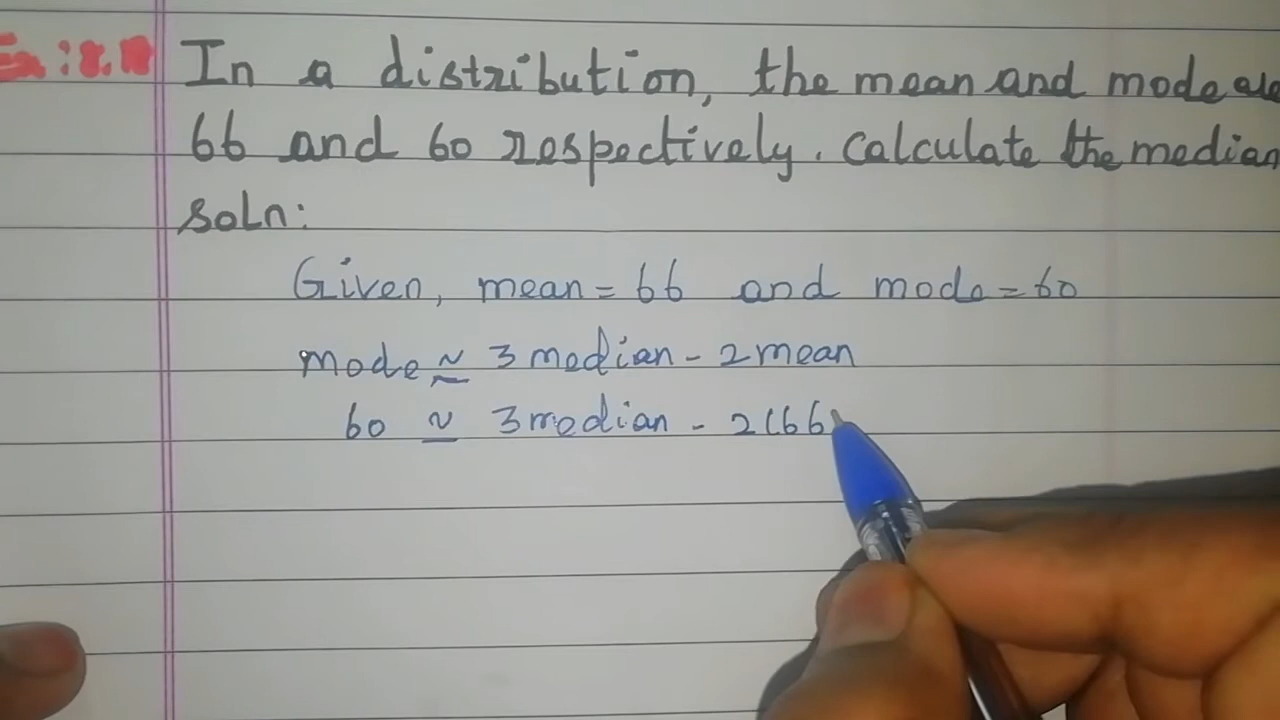 In a distribution, the mean and mode are
66 and 60 respectively. Calculate the median
soln:
Given, mean = 66 and mode = 60
mode ≈ 3 median - 2 mean
60 ≃ 3 median - 2(66